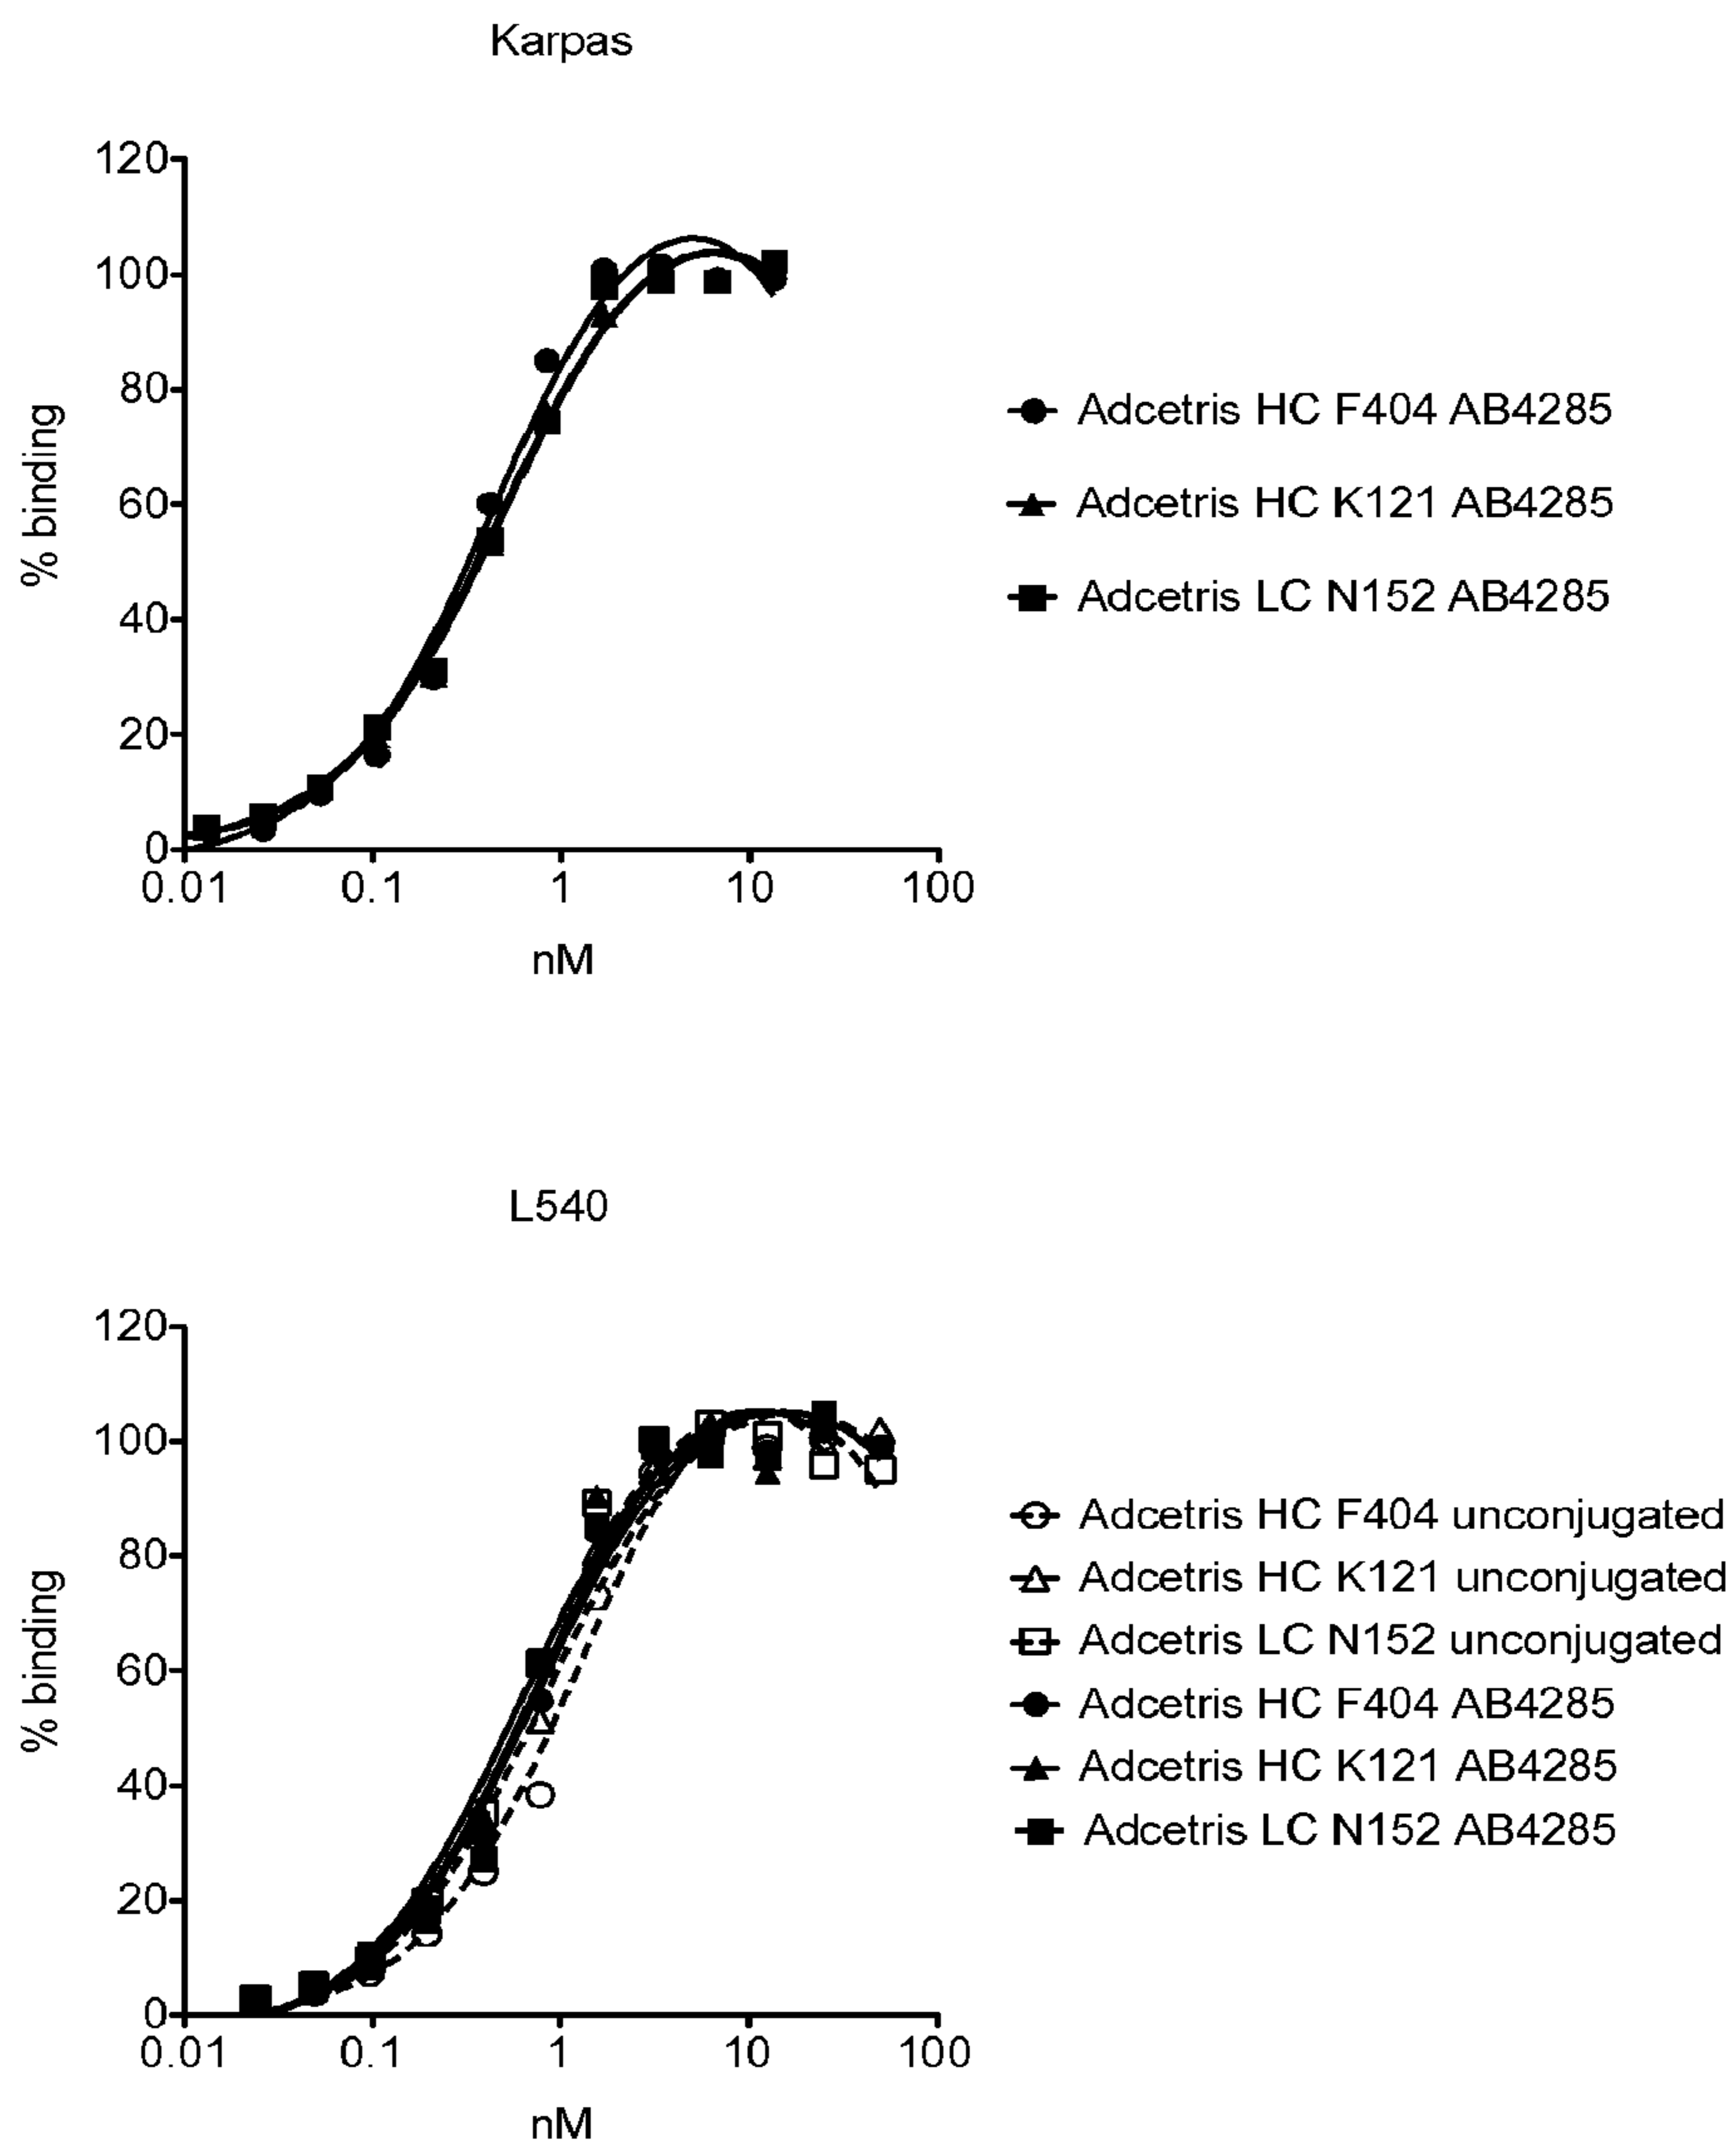 Karpas
120
100
80
60
40
20
0
% binding
0.01 0.1 1 10 100
nM
Adcetris HC F404 AB4285
Adcetris HC K121 AB4285
Adcetris LC N152 AB4285
L540
120
100
80
60
40
20
0
% binding
0.01 0.1 1 10 100
nM
Adcetris HC F404 unconjugated
Adcetris HC K121 unconjugated
Adcetris LC N152 unconjugated
Adcetris HC F404 AB4285
Adcetris HC K121 AB4285
Adcetris LC N152 AB4285